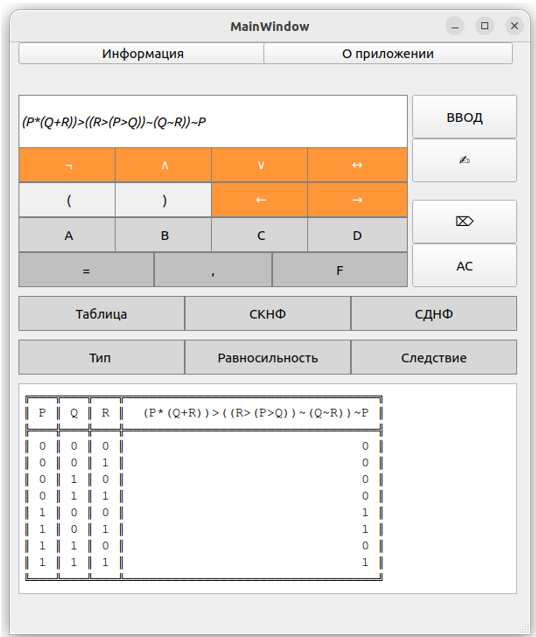 MainWindow
Информация О приложении
(P*(Q+R))>((R>(P>Q))~(Q~R))~P ВВОД
¬ ∧ ∨ ↔ ✍
( ) ← →
A B C D ⌦
= , F AC
Таблица СКНФ СДНФ
Тип Равносильность Следствие
P Q R (P*(Q+R))>((R>(P>Q))~(Q~R))~P
0 0 0 0
0 0 1 0
0 1 0 0
0 1 1 0
1 0 0 1
1 0 1 1
1 1 0 0
1 1 1 1